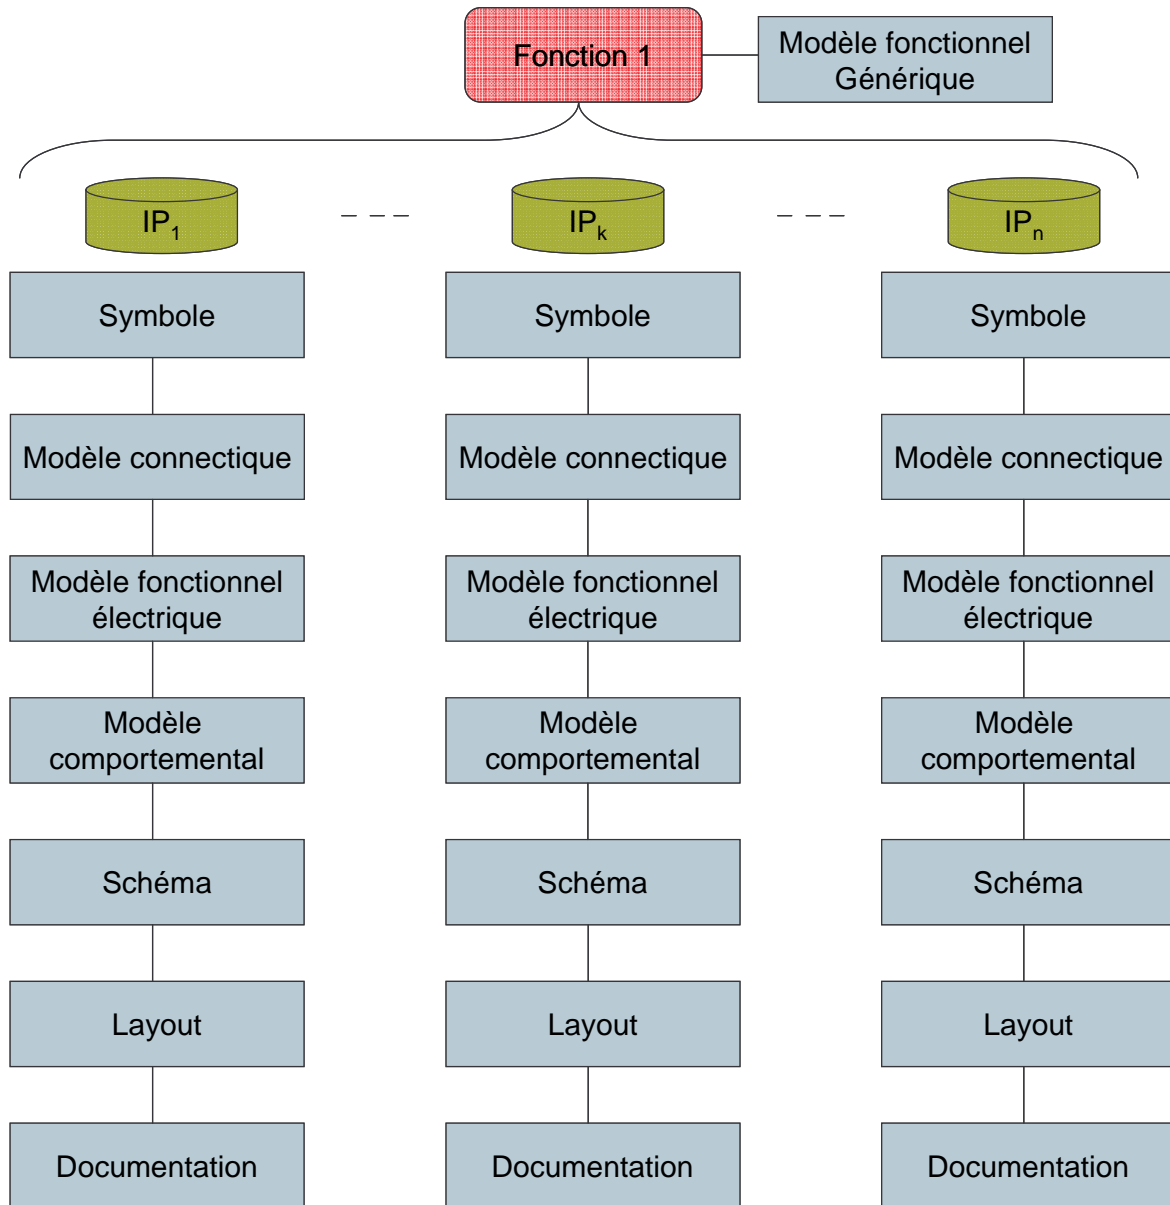 Fonction 1
Modèle fonctionnel
Générique
IP1
IPk
IPn
Symbole
Symbole
Symbole
Modèle connectique
Modèle connectique
Modèle connectique
Modèle fonctionnel
électrique
Modèle fonctionnel
électrique
Modèle fonctionnel
électrique
Modèle
comportemental
Modèle
comportemental
Modèle
comportemental
Schéma
Schéma
Schéma
Layout
Layout
Layout
Documentation
Documentation
Documentation